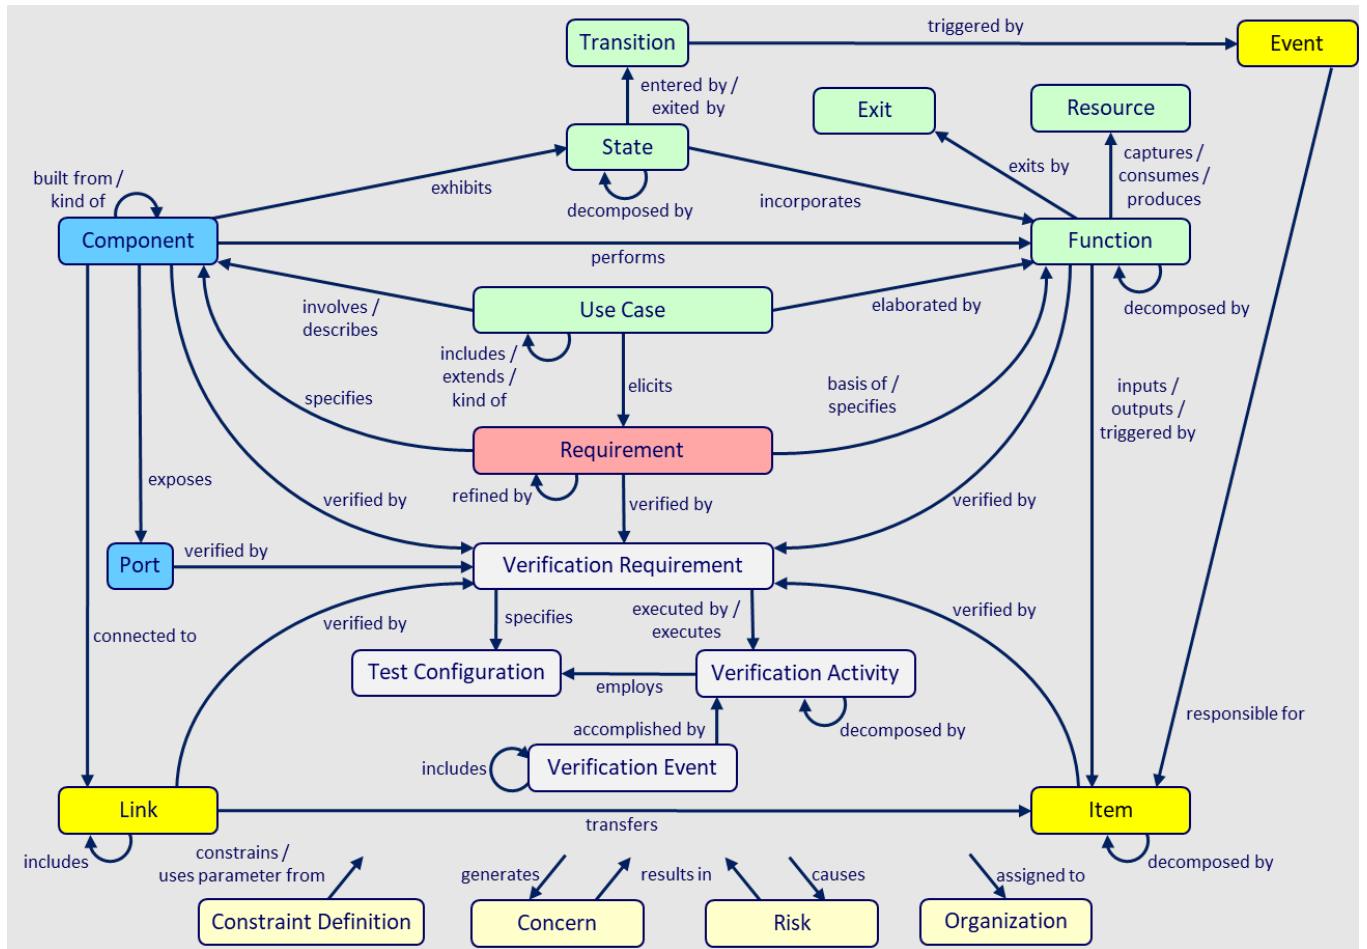 triggered by
Transition
Event
entered by /
exited by
Exit
Resource
State
exits by
captures /
consumes /
produces
built from /
kind of
exhibits
decomposed by
incorporates
Component
Function
performs
involves /
describes
Use Case
elaborated by
decomposed by
includes /
extends /
kind of
elicits
specifies
basis of /
specifies
inputs /
outputs /
triggered by
Requirement
exposes
refined by
verified by
verified by
verified by
Port
verified by
Verification Requirement
connected to
verified by
specifies
executed by /
executes
verified by
Test Configuration
employs
Verification Activity
responsible for
accomplished by
decomposed by
includes
Verification Event
Link
transfers
Item
includes
constrains /
uses parameter from
generates
results in
causes
assigned to
decomposed by
Constraint Definition
Concern
Risk
Organization